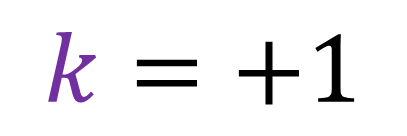 k = +1